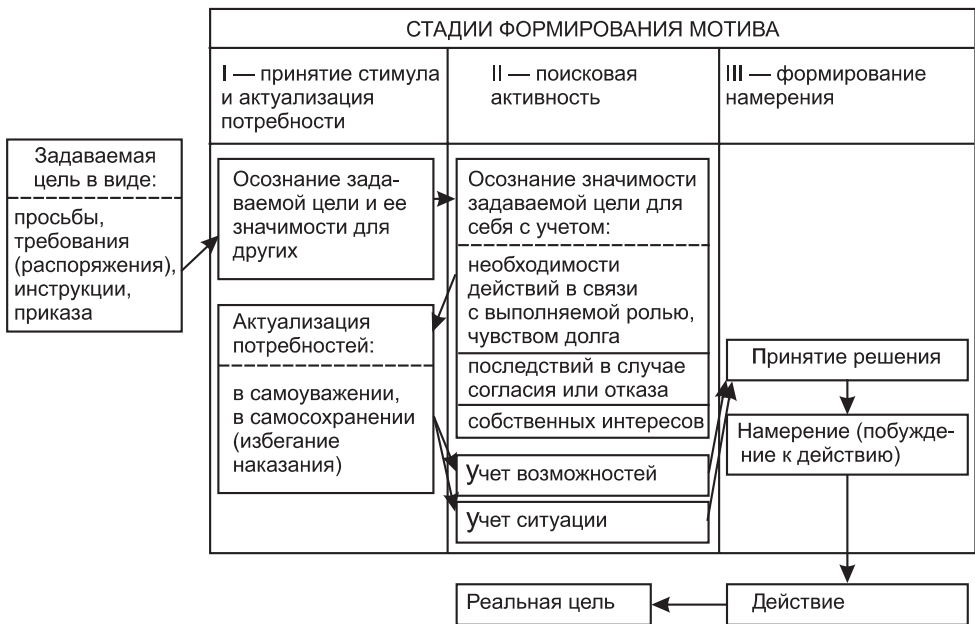 СТАДИИ ФОРМИРОВАНИЯ МОТИВА
I — принятие стимула
и актуализация
потребности
II — поисковая
активность
III — формирование
намерения
Задаваемая
цель в виде:
просьбы,
требования
(распоряжения),
инструкции,
приказа
Осознание зада-
ваемой цели и ее
значимости для
других
Актуализация
потребностей:
в самоуважении,
в самосохранении
(избегание
наказания)
Осознание значимости
задаваемой цели для
себя с учетом:
необходимости
действий в связи
с выполняемой ролью,
чувством долга
последствий в случае
согласия или отказа
собственных интересов
Учет возможностей
Учет ситуации
Принятие решения
Намерение (побужде-
ние к действию)
Действие
Реальная цель